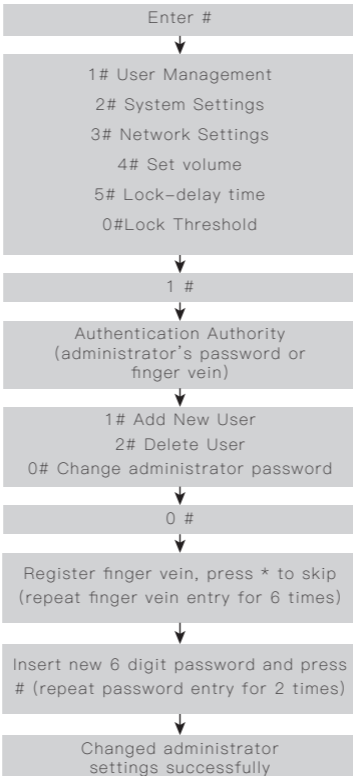 Enter #
1# User Management
2# System Settings
3# Network Settings
4# Set volume
5# Lock-delay time
0#Lock Threshold
1 #
Authentication Authority
(administrator's password or
finger vein)
1# Add New User
2# Delete User
0# Change administrator password
0 #
Register finger vein, press * to skip
(repeat finger vein entry for 6 times)
Insert new 6 digit password and press
# (repeat password entry for 2 times)
Changed administrator
settings successfully